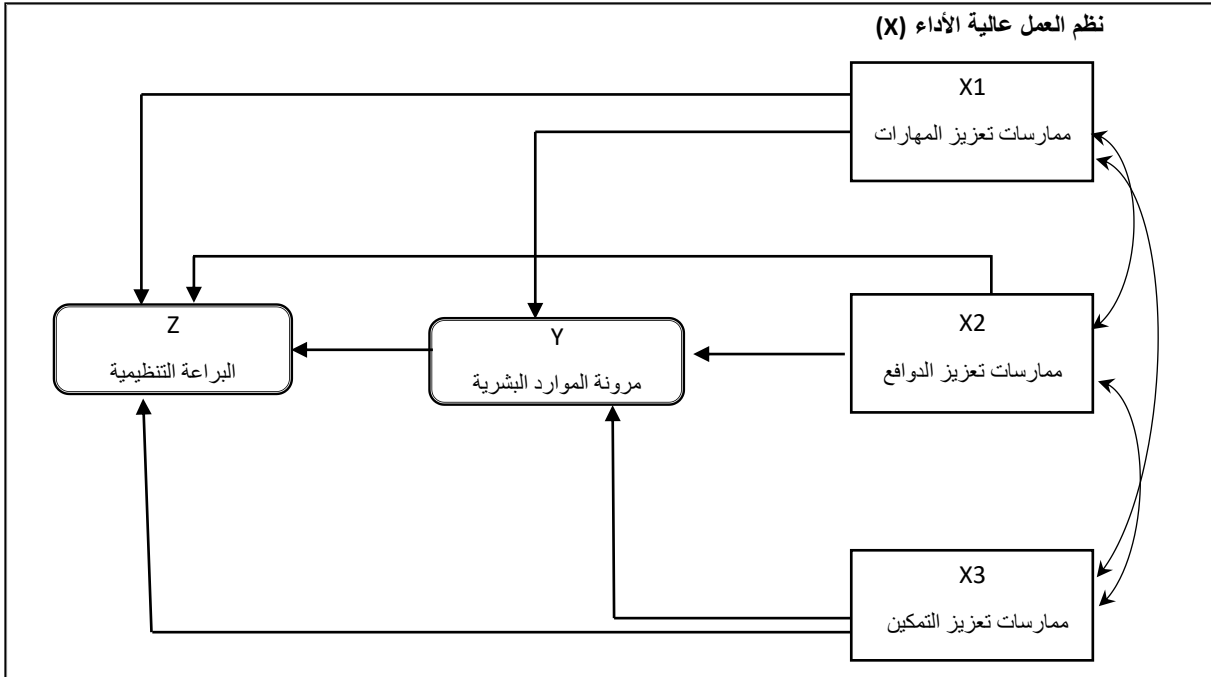 نظم العمل عالية الأداء (X)
X1
ممارسات تعزيز المهارات
X2
ممارسات تعزيز الدوافع
Y
مرونة الموارد البشرية
Z
البراعة التنظيمية
X3
ممارسات تعزيز التمكين